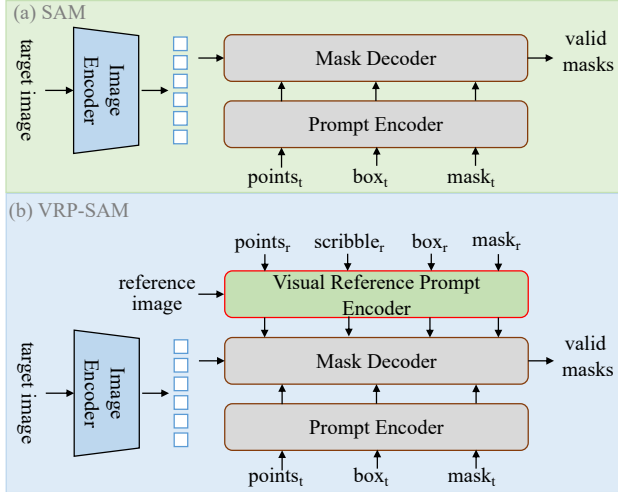 (a) SAM
target image
Image
Encoder
Mask Decoder
valid
masks
Prompt Encoder
points_t
box_t
mask_t
(b) VRP-SAM
points_r
scribble_r
box_r
mask_r
reference
image
Visual Reference Prompt
Encoder
target image
Image
Encoder
Mask Decoder
valid
masks
Prompt Encoder
points_t
box_t
mask_t